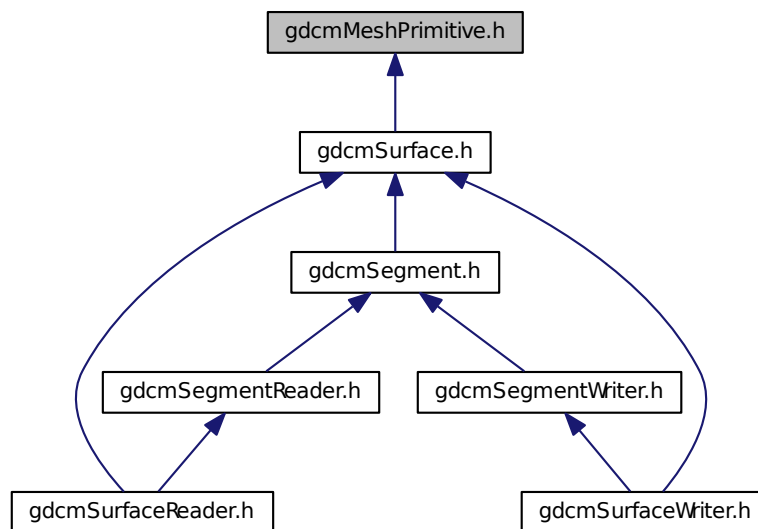 gdcmMeshPrimitive.h
gdcmSurface.h
gdcmSegment.h
gdcmSegmentReader.h
gdcmSegmentWriter.h
gdcmSurfaceReader.h
gdcmSurfaceWriter.h